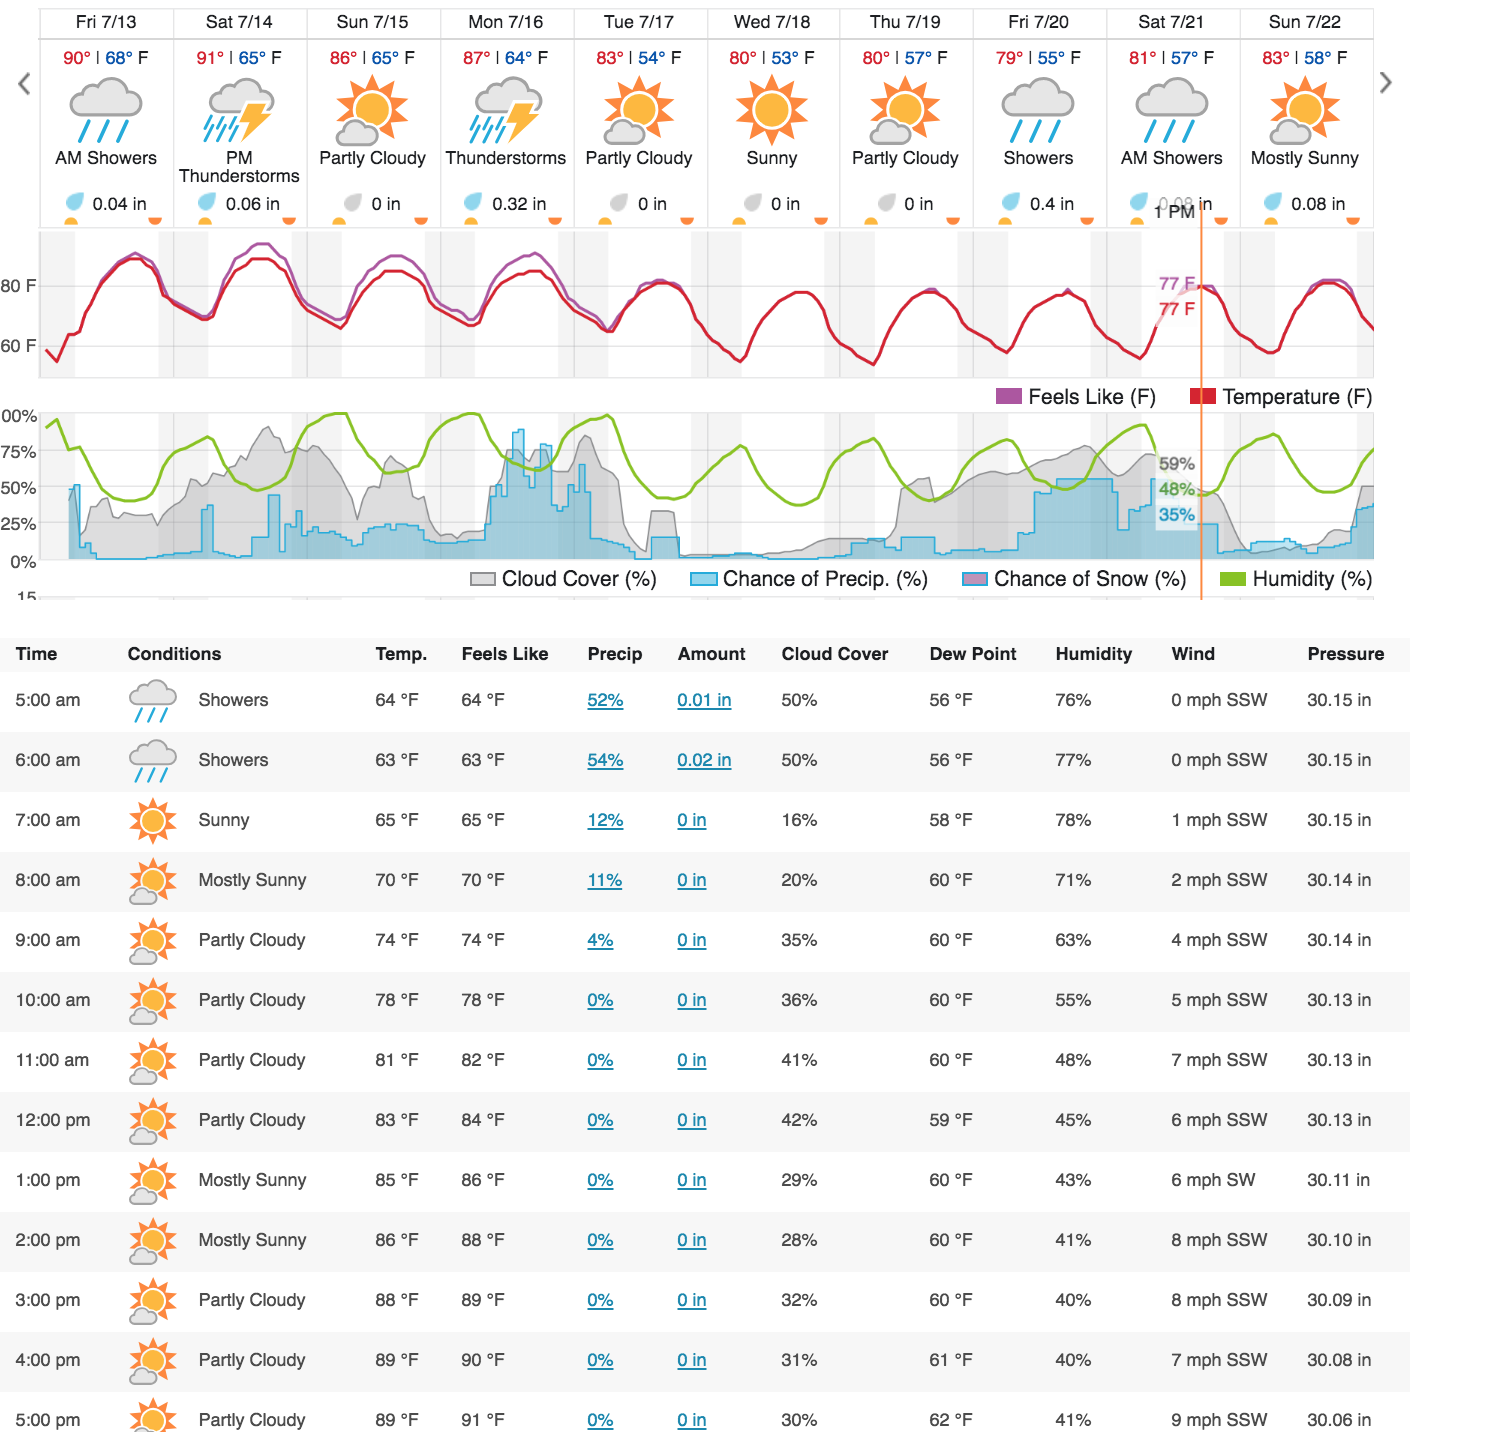 Fri 7/13 Sat 7/14 Sun 7/15 Mon 7/16 Tue 7/17 Wed 7/18 Thu 7/19 Fri 7/20 Sat 7/21 Sun 7/22
90° | 68° F 91° | 65° F 86° | 65° F 87° | 64° F 83° | 54° F 80° | 53° F 80° | 57° F 79° | 55° F 81° | 57° F 83° | 58° F
AM Showers PM Thunderstorms Partly Cloudy Thunderstorms Partly Cloudy Sunny Partly Cloudy Showers AM Showers Mostly Sunny
0.04 in 0.06 in 0 in 0.32 in 0 in 0 in 0 in 0.4 in 0.08 in 0.08 in
1 PM
80 F
77 F
77 F
60 F
Feels Like (F) Temperature (F)
00%
75%
59%
50%
48%
35%
25%
0%
Cloud Cover (%) Chance of Precip. (%) Chance of Snow (%) Humidity (%)
15
Time Conditions Temp. Feels Like Precip Amount Cloud Cover Dew Point Humidity Wind Pressure
5:00 am Showers 64 °F 64 °F 52% 0.01 in 50% 56 °F 76% 0 mph SSW 30.15 in
6:00 am Showers 63 °F 63 °F 54% 0.02 in 50% 56 °F 77% 0 mph SSW 30.15 in
7:00 am Sunny 65 °F 65 °F 12% 0 in 16% 58 °F 78% 1 mph SSW 30.15 in
8:00 am Mostly Sunny 70 °F 70 °F 11% 0 in 20% 60 °F 71% 2 mph SSW 30.14 in
9:00 am Partly Cloudy 74 °F 74 °F 4% 0 in 35% 60 °F 63% 4 mph SSW 30.14 in
10:00 am Partly Cloudy 78 °F 78 °F 0% 0 in 36% 60 °F 55% 5 mph SSW 30.13 in
11:00 am Partly Cloudy 81 °F 82 °F 0% 0 in 41% 60 °F 48% 7 mph SSW 30.13 in
12:00 pm Partly Cloudy 83 °F 84 °F 0% 0 in 42% 59 °F 45% 6 mph SSW 30.13 in
1:00 pm Mostly Sunny 85 °F 86 °F 0% 0 in 29% 60 °F 43% 6 mph SW 30.11 in
2:00 pm Mostly Sunny 86 °F 88 °F 0% 0 in 28% 60 °F 41% 8 mph SSW 30.10 in
3:00 pm Partly Cloudy 88 °F 89 °F 0% 0 in 32% 60 °F 40% 8 mph SSW 30.09 in
4:00 pm Partly Cloudy 89 °F 90 °F 0% 0 in 31% 61 °F 40% 7 mph SSW 30.08 in
5:00 pm Partly Cloudy 89 °F 91 °F 0% 0 in 30% 62 °F 41% 9 mph SSW 30.06 in